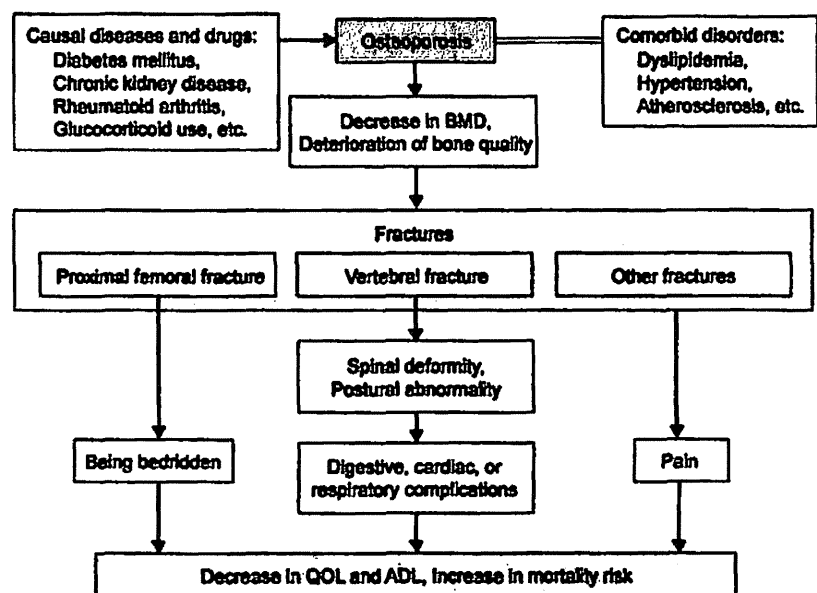 Causal diseases and drugs:
Diabetes mellitus,
Chronic kidney disease,
Rheumatoid arthritis,
Glucocorticoid use, etc.
Osteoporosis
Comorbid disorders:
Dyslipidemia,
Hypertension,
Atherosclerosis, etc.
Decrease in BMD,
Deterioration of bone quality
Fractures
Proximal femoral fracture
Vertebral fracture
Other fractures
Spinal deformity,
Postural abnormality
Being bedridden
Digestive, cardiac, or
respiratory complications
Pain
Decrease in QOL and ADL, increase in mortality risk